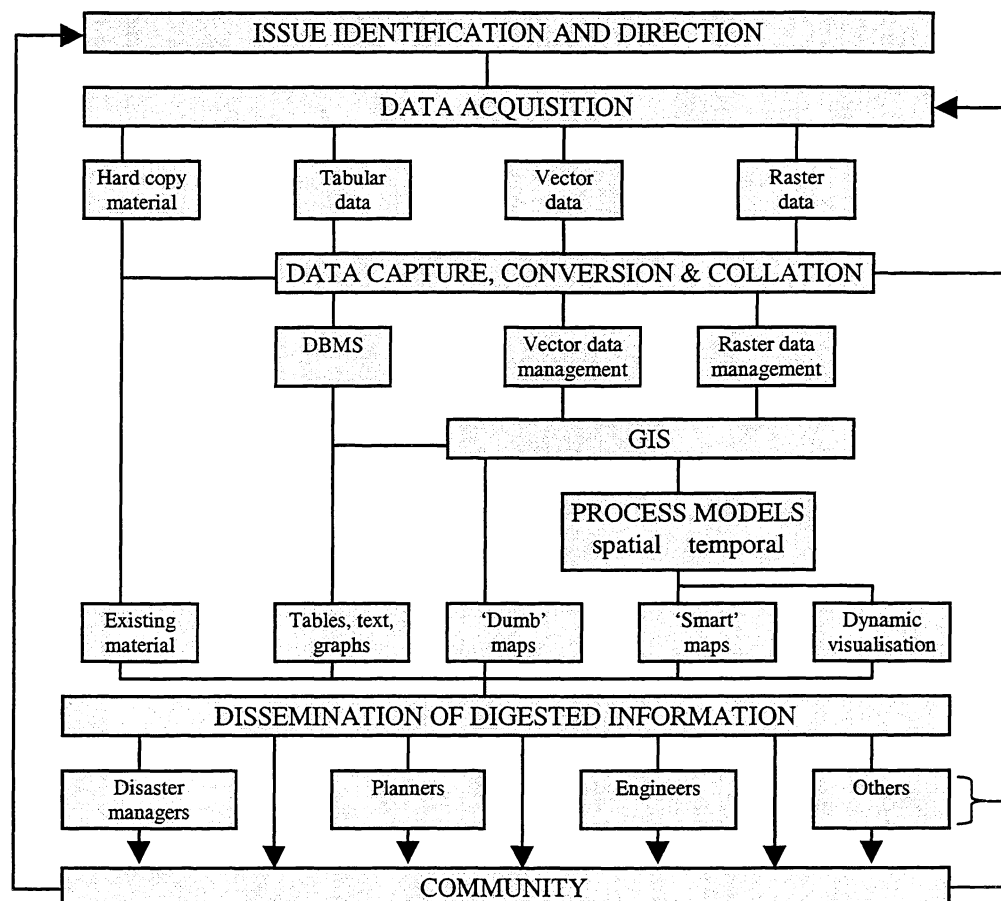 ISSUE IDENTIFICATION AND DIRECTION
DATA ACQUISITION
Hard copy
material
Tabular
data
Vector
data
Raster
data
DATA CAPTURE, CONVERSION & COLLATION
DBMS
Vector data
management
Raster data
management
GIS
PROCESS MODELS
spatial temporal
Existing
material
Tables, text,
graphs
‘Dumb’
maps
‘Smart’
maps
Dynamic
visualisation
DISSEMINATION OF DIGESTED INFORMATION
Disaster
managers
Planners
Engineers
Others
COMMUNITY